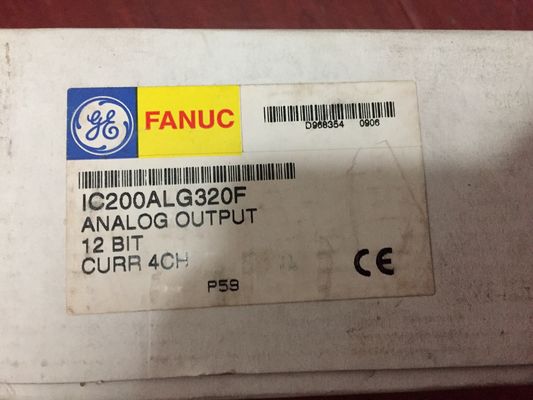 GE
FANUC
D968354 0906
IC200ALG320F
ANALOG OUTPUT
12 BIT
CURR 4CH
P59
CE